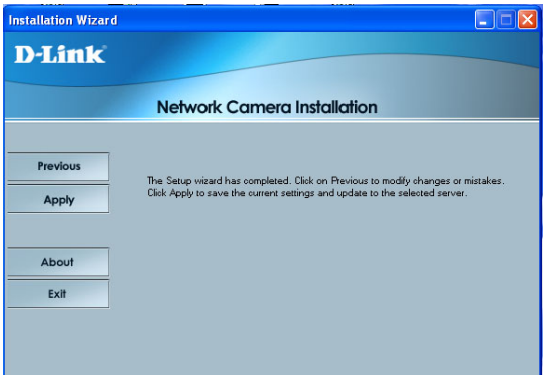 Installation Wizard
D-Link
Network Camera Installation
Previous
Apply
The Setup wizard has completed. Click on Previous to modify changes or mistakes.
Click Apply to save the current settings and update to the selected server.
About
Exit